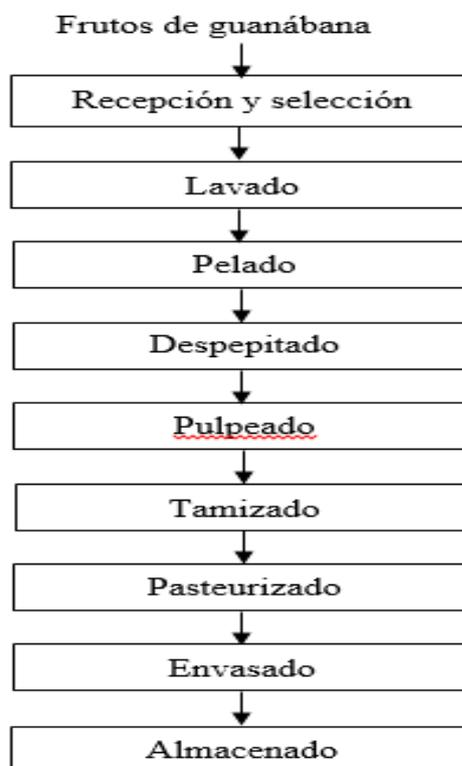 Frutos de guanábana
Recepción y selección
Lavado
Pelado
Despepitado
Pulpeado
Tamizado
Pasteurizado
Envasado
Almacenado